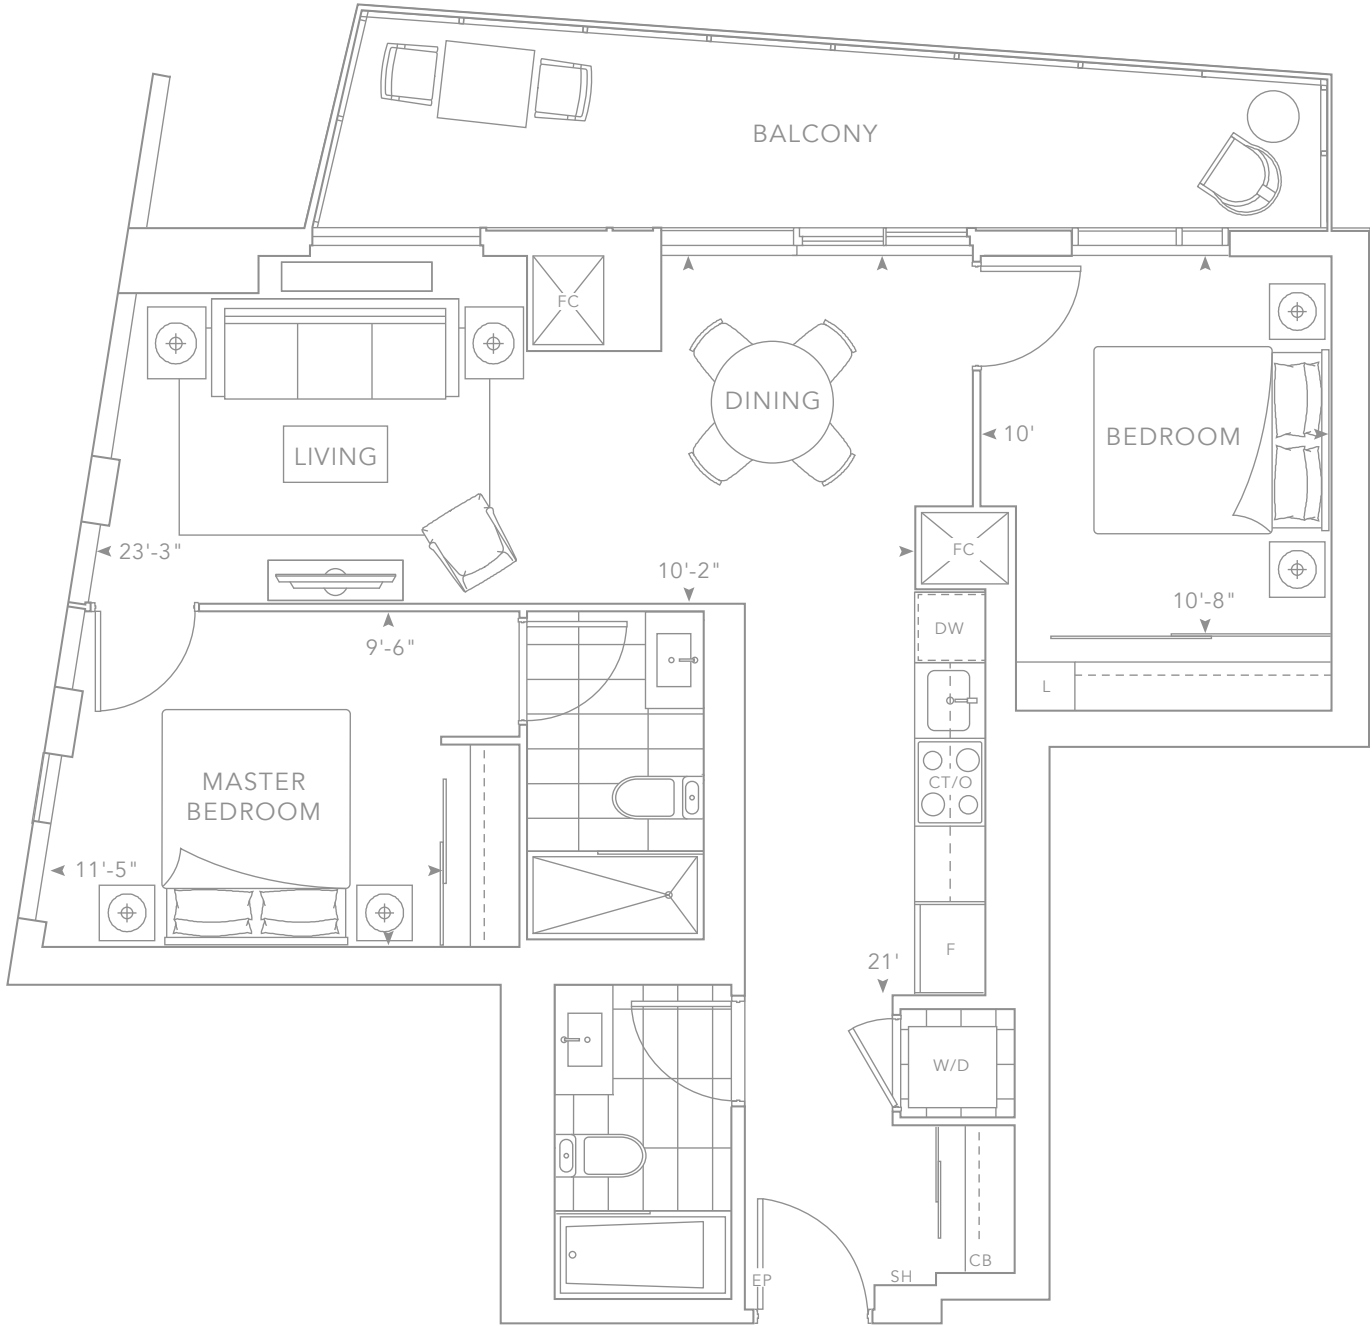 BALCONY
FC
DINING
LIVING
10'
BEDROOM
23'-3"
FC
10'-2"
10'-8"
DW
9'-6"
L
MASTER
BEDROOM
CT/O
11'-5"
F
21'
W/D
CB
SH
EP